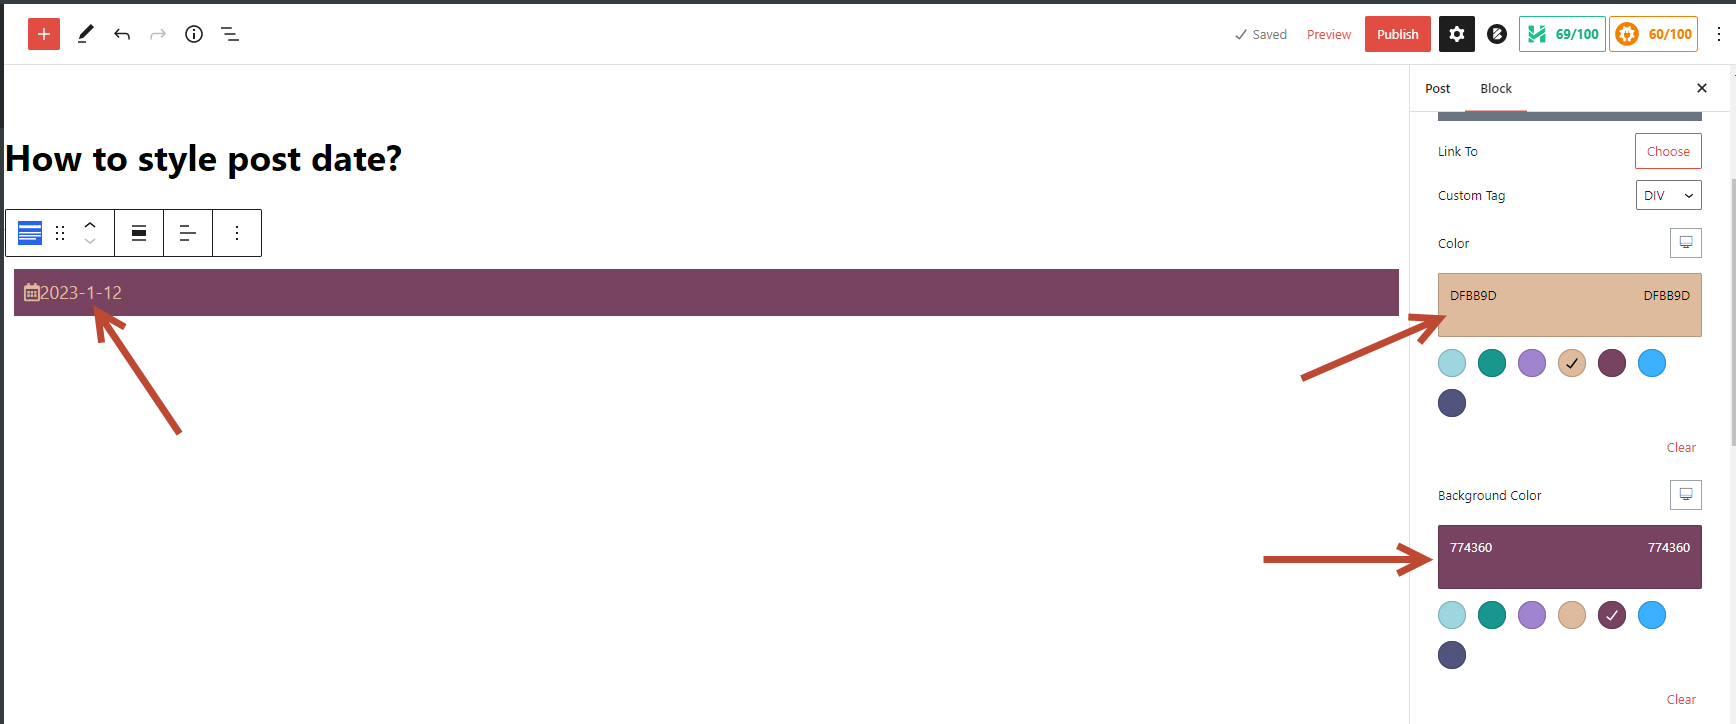 Saved Preview Publish 69/100 60/100
Post Block
Link To Choose
How to style post date?
Custom Tag DIV
Color
2023-1-12
DFBB9D DFBB9D
Clear
Background Color
774360 774360
Clear